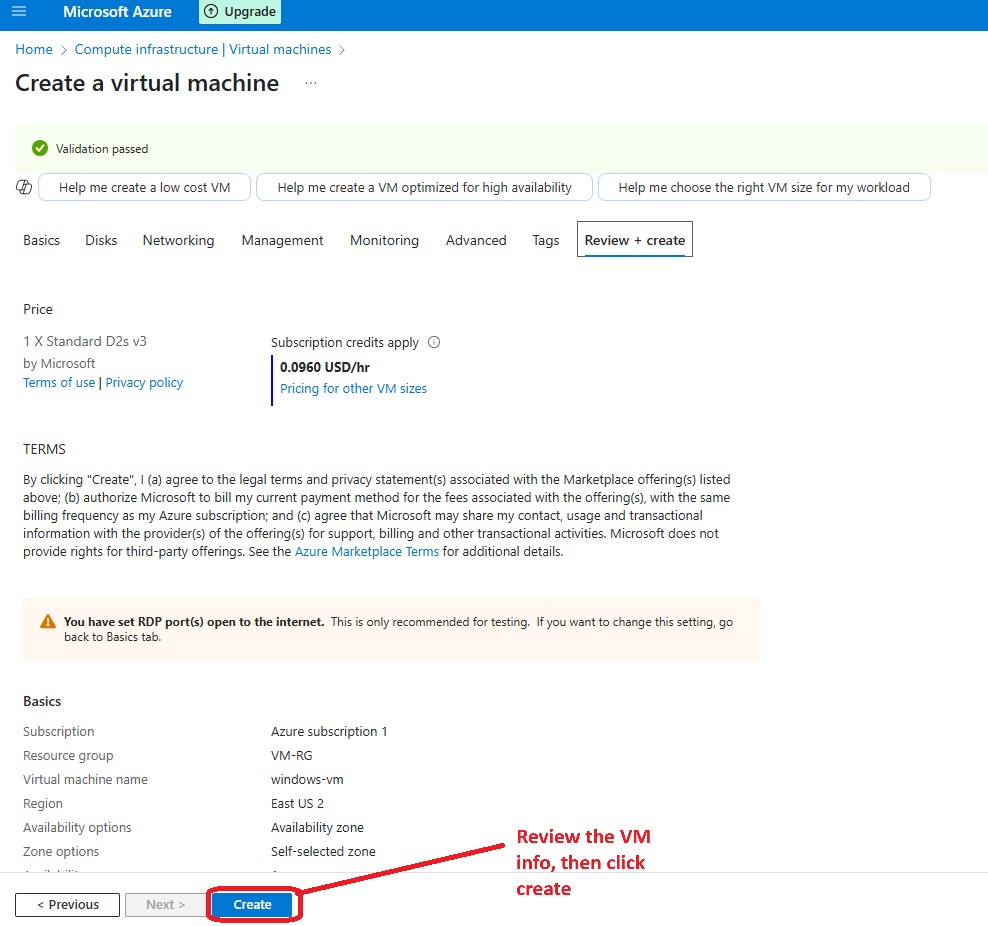 Microsoft Azure
Upgrade
Home > Compute infrastructure | Virtual machines >
Create a virtual machine ...
Validation passed
Help me create a low cost VM
Help me create a VM optimized for high availability
Help me choose the right VM size for my workload
Basics Disks Networking Management Monitoring Advanced Tags Review + create
Price
1 X Standard D2s v3
by Microsoft
Terms of use | Privacy policy
Subscription credits apply
0.0960 USD/hr
Pricing for other VM sizes
TERMS
By clicking "Create", I (a) agree to the legal terms and privacy statement(s) associated with the Marketplace offering(s) listed
above; (b) authorize Microsoft to bill my current payment method for the fees associated with the offering(s), with the same
billing frequency as my Azure subscription; and (c) agree that Microsoft may share my contact, usage and transactional
information with the provider(s) of the offering(s) for support, billing and other transactional activities. Microsoft does not
provide rights for third-party offerings. See the Azure Marketplace Terms for additional details.
You have set RDP port(s) open to the internet. This is only recommended for testing. If you want to change this setting, go
back to Basics tab.
Basics
Subscription Azure subscription 1
Resource group VM-RG
Virtual machine name windows-vm
Region East US 2
Availability options Availability zone
Zone options Self-selected zone
Review the VM
info, then click
create
< Previous
Next >
Create